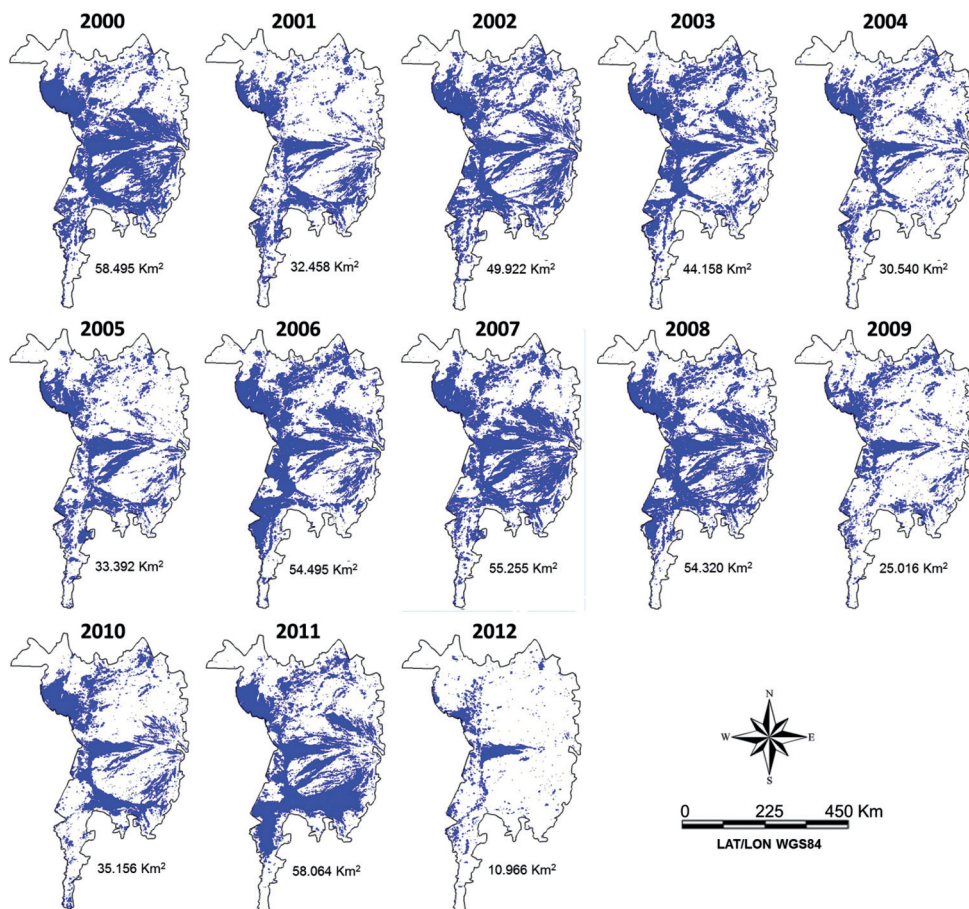 2000 2001 2002 2003 2004
58.495 Km² 32.458 Km² 49.922 Km² 44.158 Km² 30.540 Km²
2005 2006 2007 2008 2009
33.392 Km² 54.495 Km² 55.255 Km² 54.320 Km² 25.016 Km²
2010 2011 2012
35.156 Km² 58.064 Km² 10.966 Km²
N
W E
S
0 225 450 Km
LAT/LON WGS84